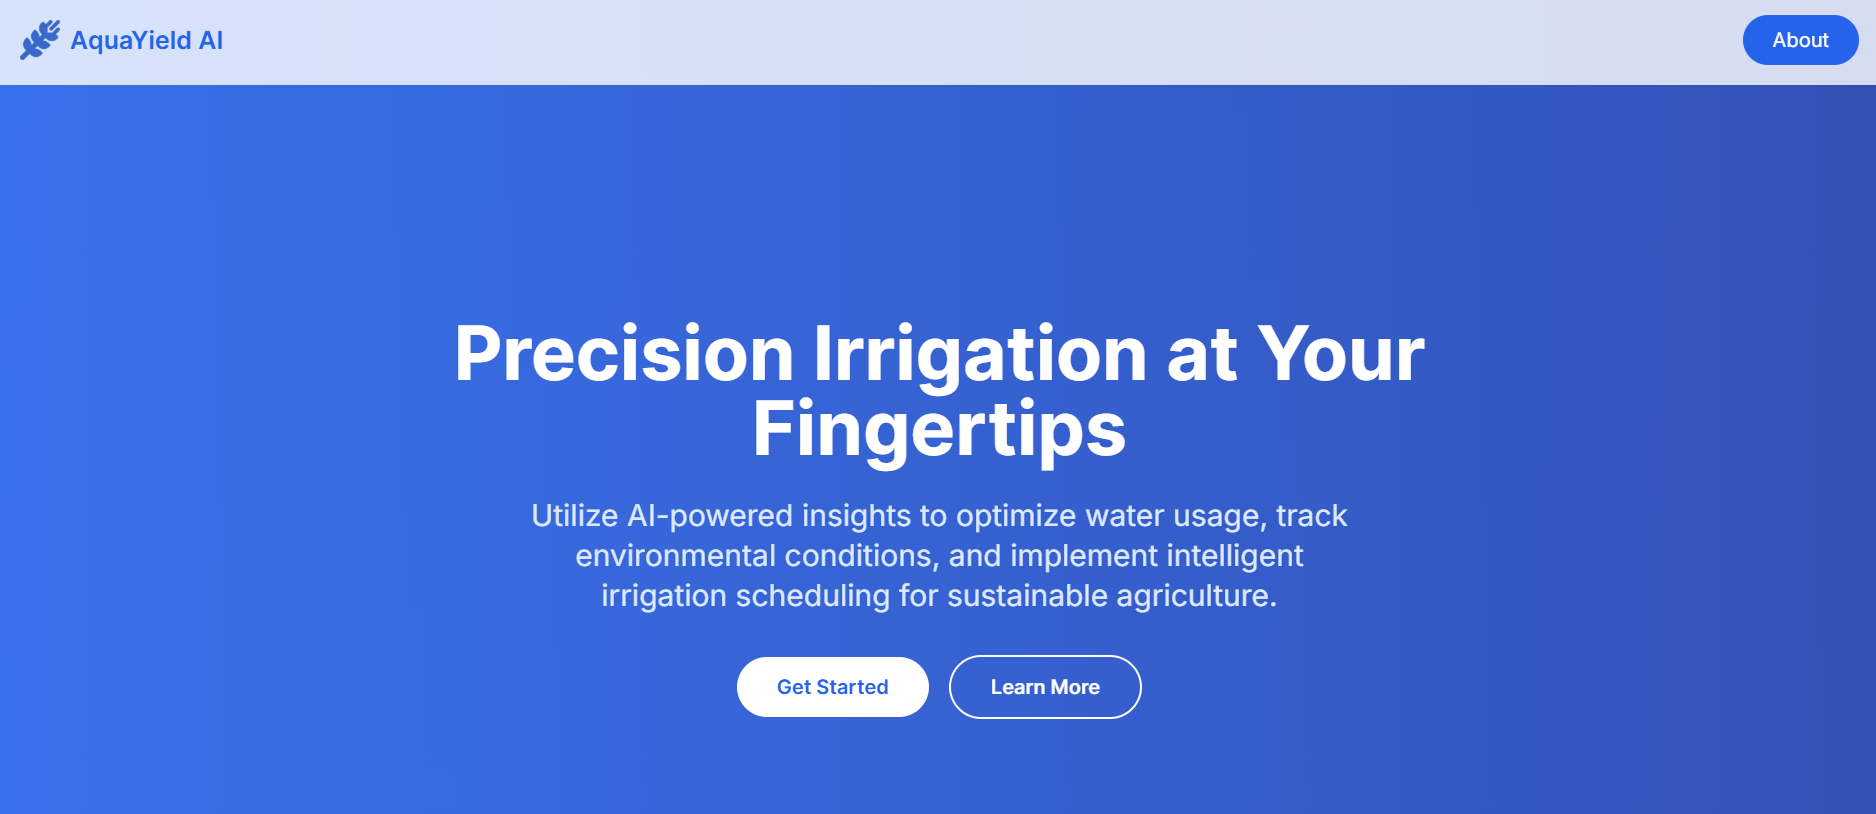 AquaYield AI
About
Precision Irrigation at Your
Fingertips
Utilize AI-powered insights to optimize water usage, track
environmental conditions, and implement intelligent
irrigation scheduling for sustainable agriculture.
Get Started
Learn More